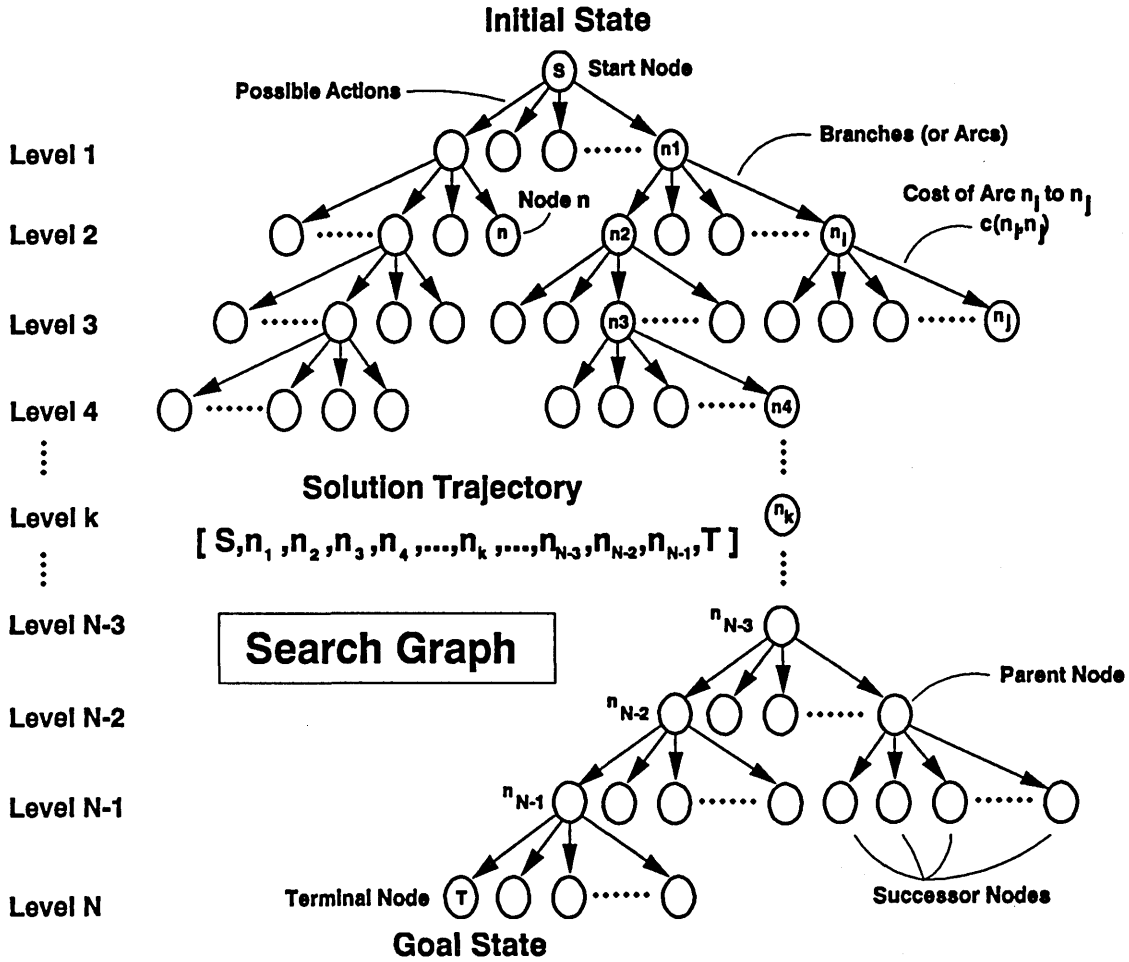 Initial State
S Start Node
Possible Actions
Level 1 n1 Branches (or Arcs)
Node n
Cost of Arc n_i to n_j
c(n_i,n_j)
Level 2 n n2 n_i
Level 3 n3 n_j
Level 4 n4
Solution Trajectory
Level k n_k
[ S,n_1 ,n_2 ,n_3 ,n_4 ,...,n_k ,...,n_N-3 ,n_N-2 ,n_N-1 ,T ]
Level N-3 n_N-3
Search Graph
Parent Node
Level N-2 n_N-2
Level N-1 n_N-1
Successor Nodes
Level N Terminal Node T
Goal State